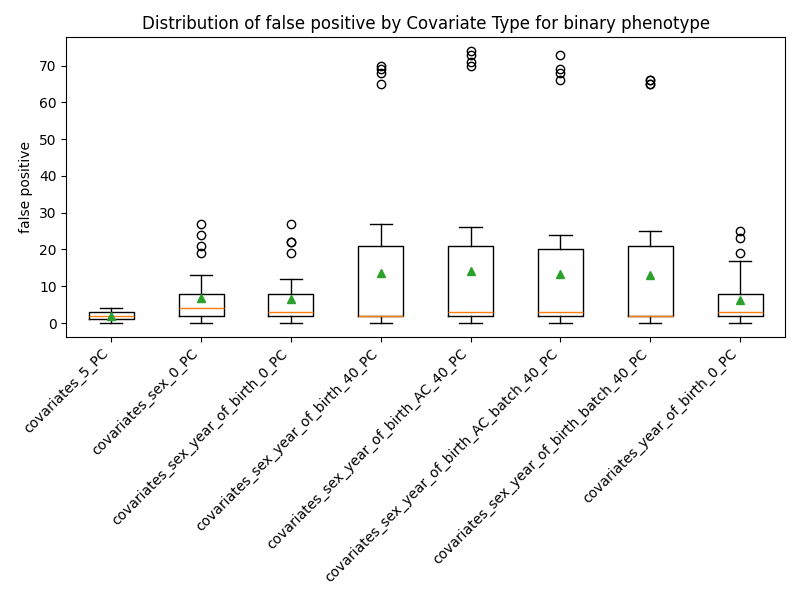 Distribution of false positive by Covariate Type for binary phenotype
false positive
70
60
50
40
30
20
10
0
covariates_5_PC
covariates_sex_0_PC
covariates_sex_year_of_birth_0_PC
covariates_sex_year_of_birth_40_PC
covariates_sex_year_of_birth_AC_40_PC
covariates_sex_year_of_birth_AC_batch_40_PC
covariates_sex_year_of_birth_batch_40_PC
covariates_year_of_birth_0_PC